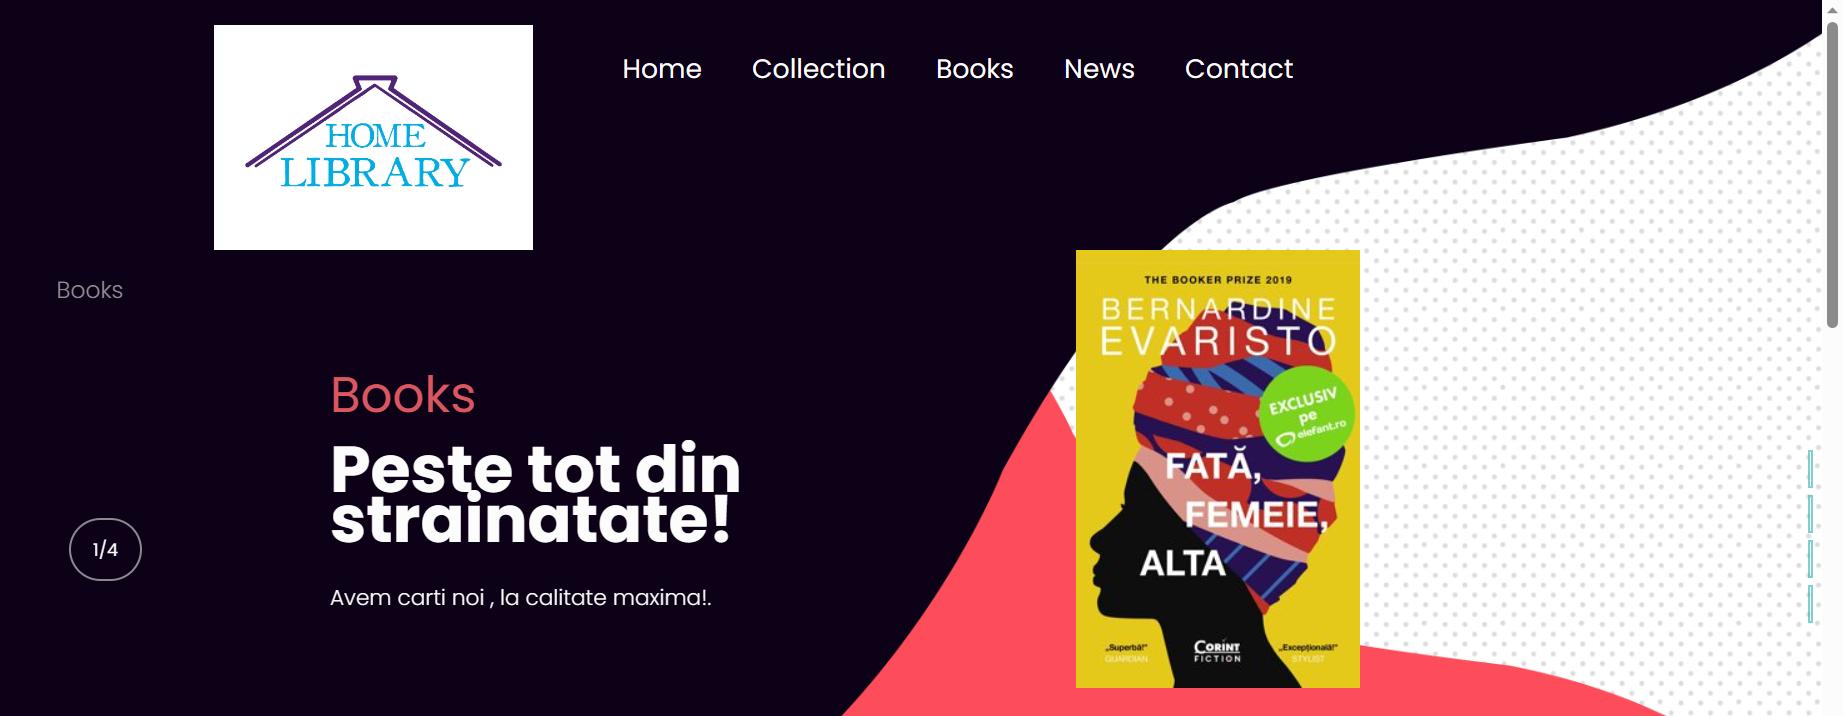 HOME
LIBRARY
Home Collection Books News Contact
Books
Books
Peste tot din
strainatate!
1/4
Avem carti noi , la calitate maxima!.
THE BOOKER PRIZE 2019
BERNARDINE
EVARISTO
EXCLUSIV
pe
elefant.ro
FATĂ,
FEMEIE,
ALTA
„Superbă!”
GUARDIAN
CORINT
FICTION
„Excepțională!”
STYLIST